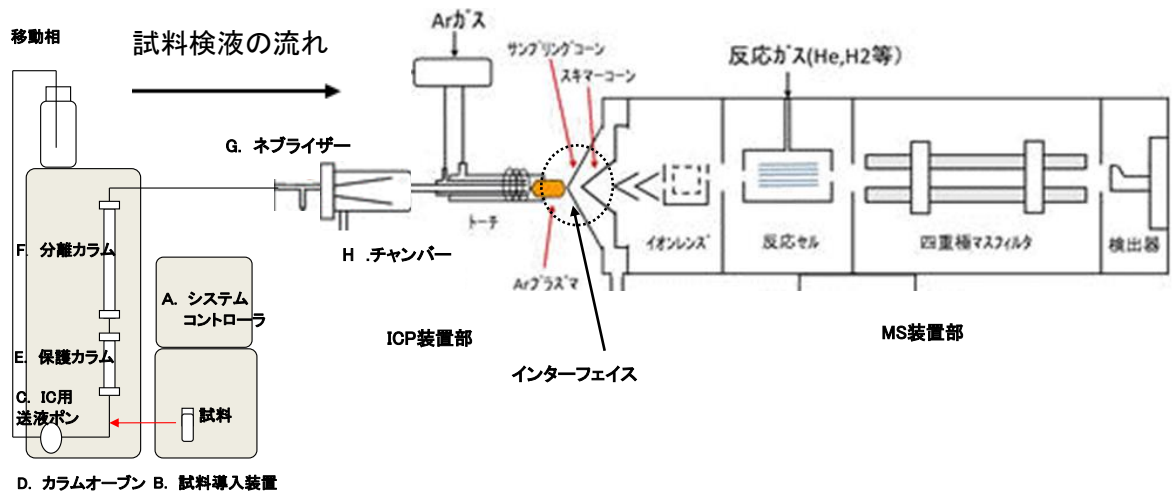 移動相
試料検液の流れ
Arガス
サンプリングコーン
スキマーコーン
反応ガス(He,H2等)
G. ネブライザー
トーチ
H .チャンバー
Arプラズマ
イオンレンズ
反応セル
四重極マスフィルタ
検出器
F. 分離カラム
A. システム
コントローラ
ICP装置部
MS装置部
インターフェイス
E. 保護カラム
C. IC用
送液ポン
試料
D. カラムオーブン
B. 試料導入装置